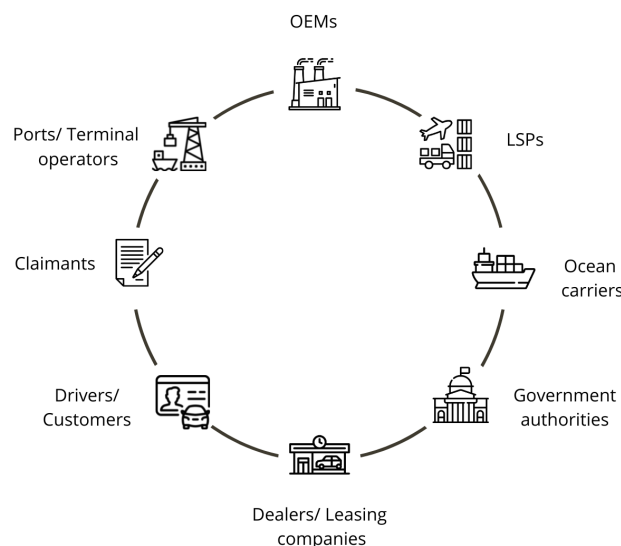 OEMs
LSPs
Ocean
carriers
Government
authorities
Dealers/ Leasing
companies
Drivers/
Customers
Claimants
Ports/ Terminal
operators